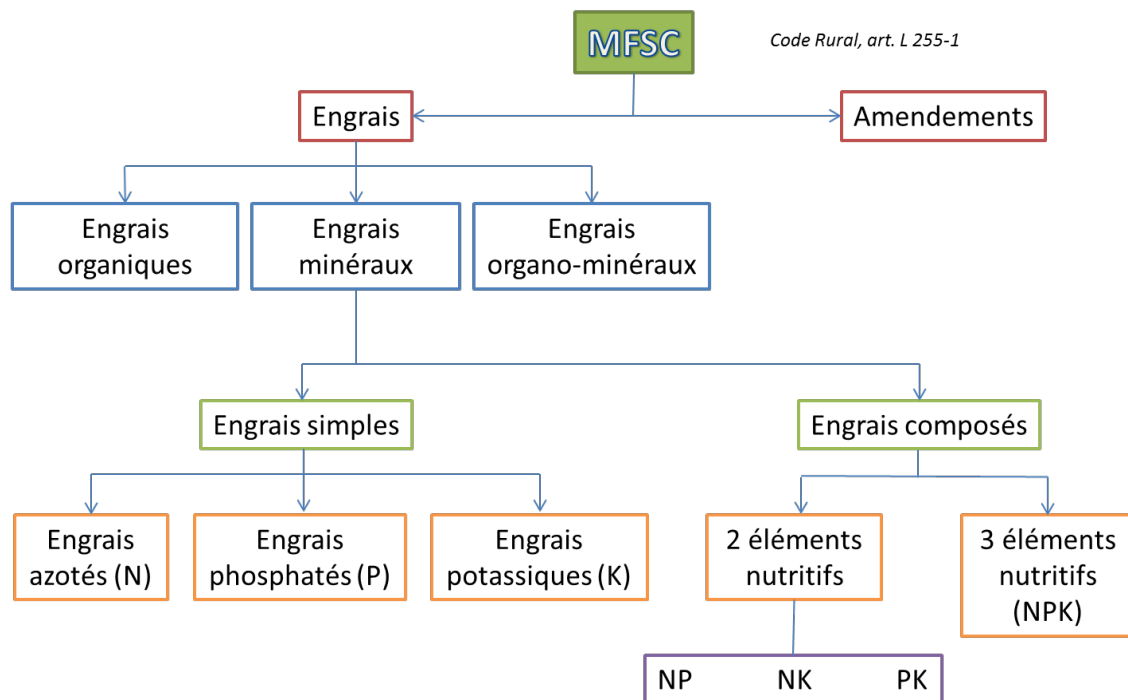 MFSC
Code Rural, art. L 255-1
Engrais
Amendements
Engrais
organiques
Engrais
minéraux
Engrais
organo-minéraux
Engrais simples
Engrais composés
Engrais
azotés (N)
Engrais
phosphatés (P)
Engrais
potassiques (K)
2 éléments
nutritifs
3 éléments
nutritifs
(NPK)
NP NK PK